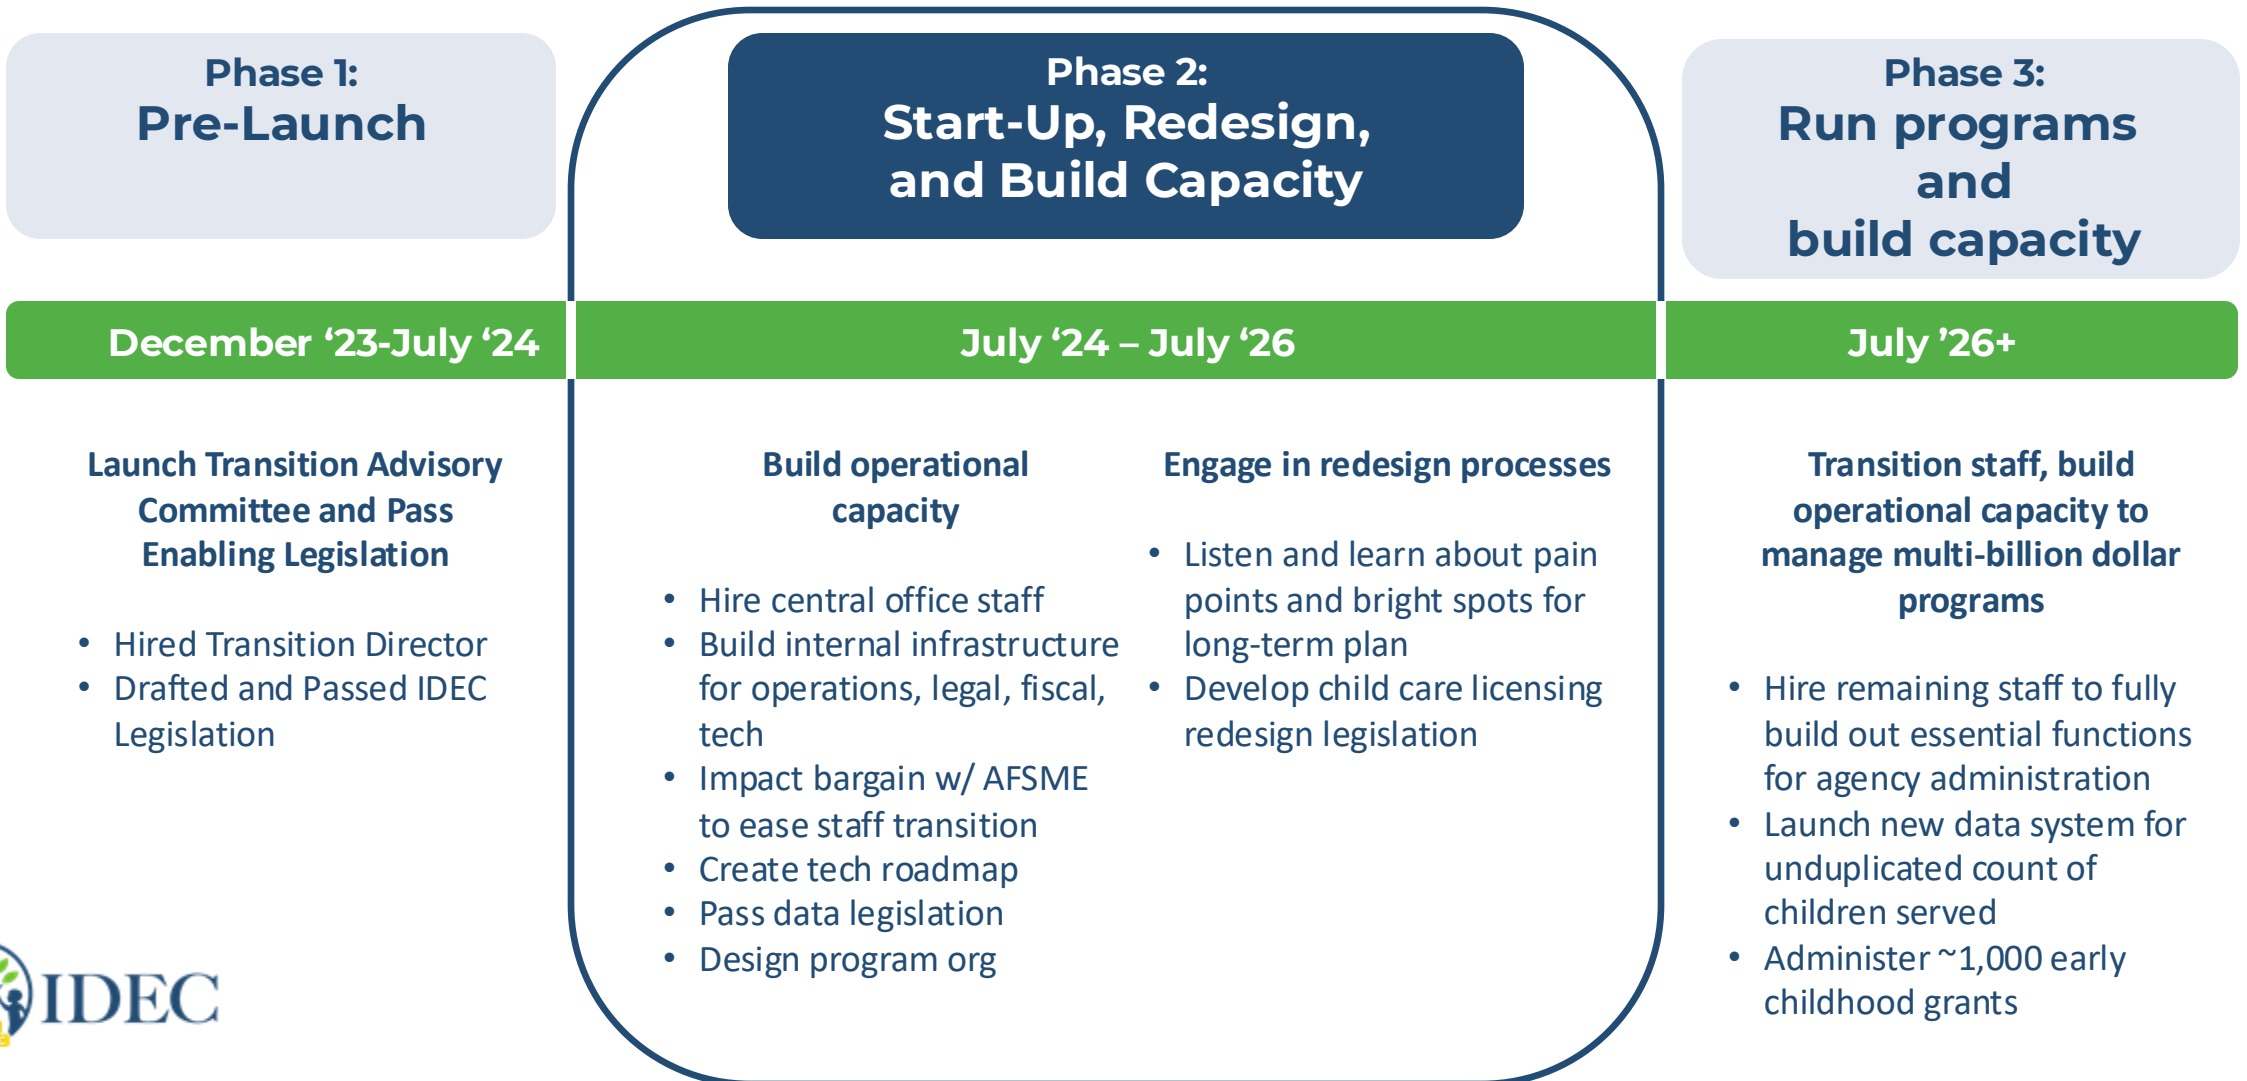 Phase 1:
Pre-Launch
Phase 2:
Start-Up, Redesign,
and Build Capacity
Phase 3:
Run programs
and
build capacity
December ‘23-July ‘24
July ‘24 – July ‘26
July ’26+
Launch Transition Advisory
Committee and Pass
Enabling Legislation
• Hired Transition Director
• Drafted and Passed IDEC
Legislation
Build operational
capacity
• Hire central office staff
• Build internal infrastructure
for operations, legal, fiscal,
tech
• Impact bargain w/ AFSME
to ease staff transition
• Create tech roadmap
• Pass data legislation
• Design program org
Engage in redesign processes
• Listen and learn about pain
points and bright spots for
long-term plan
• Develop child care licensing
redesign legislation
Transition staff, build
operational capacity to
manage multi-billion dollar
programs
• Hire remaining staff to fully
build out essential functions
for agency administration
• Launch new data system for
unduplicated count of
children served
• Administer ~1,000 early
childhood grants
IDEC